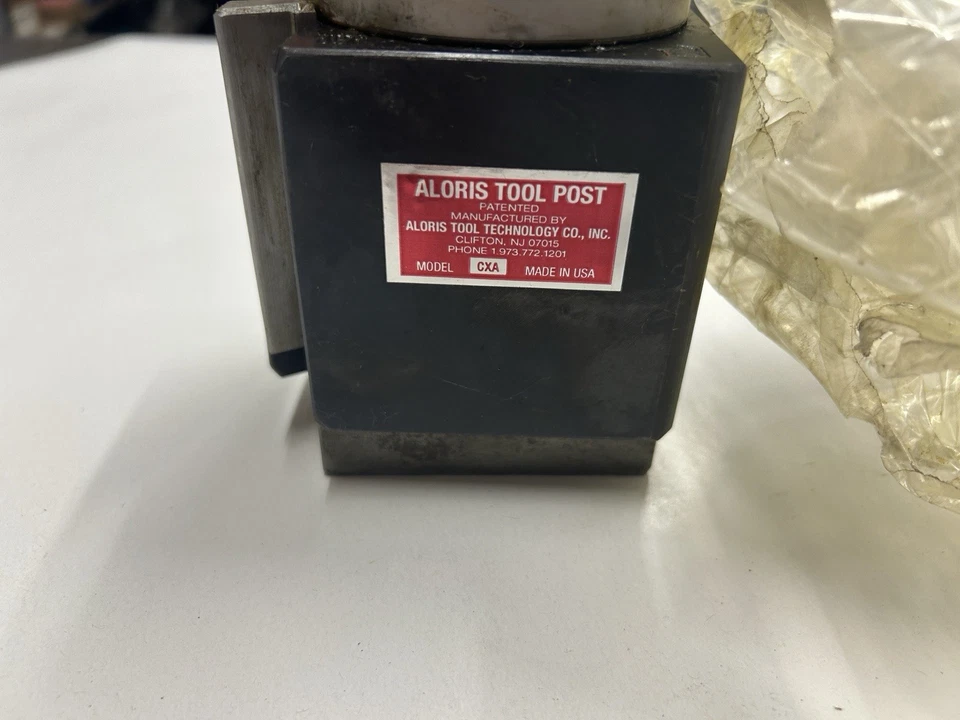 ALORIS TOOL POST
PATENTED
MANUFACTURED BY
ALORIS TOOL TECHNOLOGY CO., INC.
CLIFTON, NJ 07015
PHONE 1.973.772.1201
MODEL CXA MADE IN USA